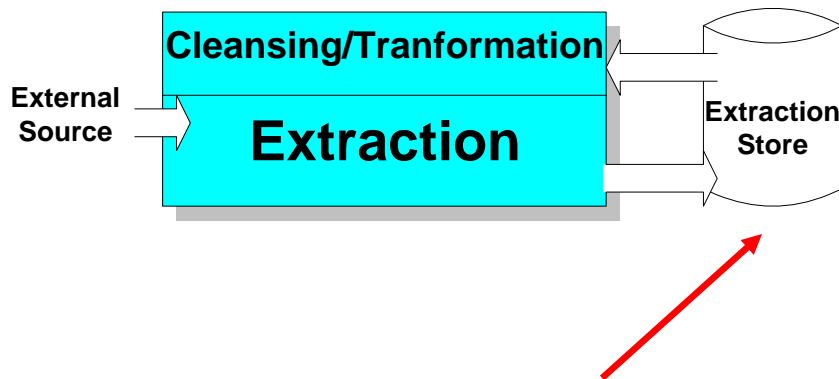 Cleansing/Tranformation
External
Source
Extraction
Extraction
Store